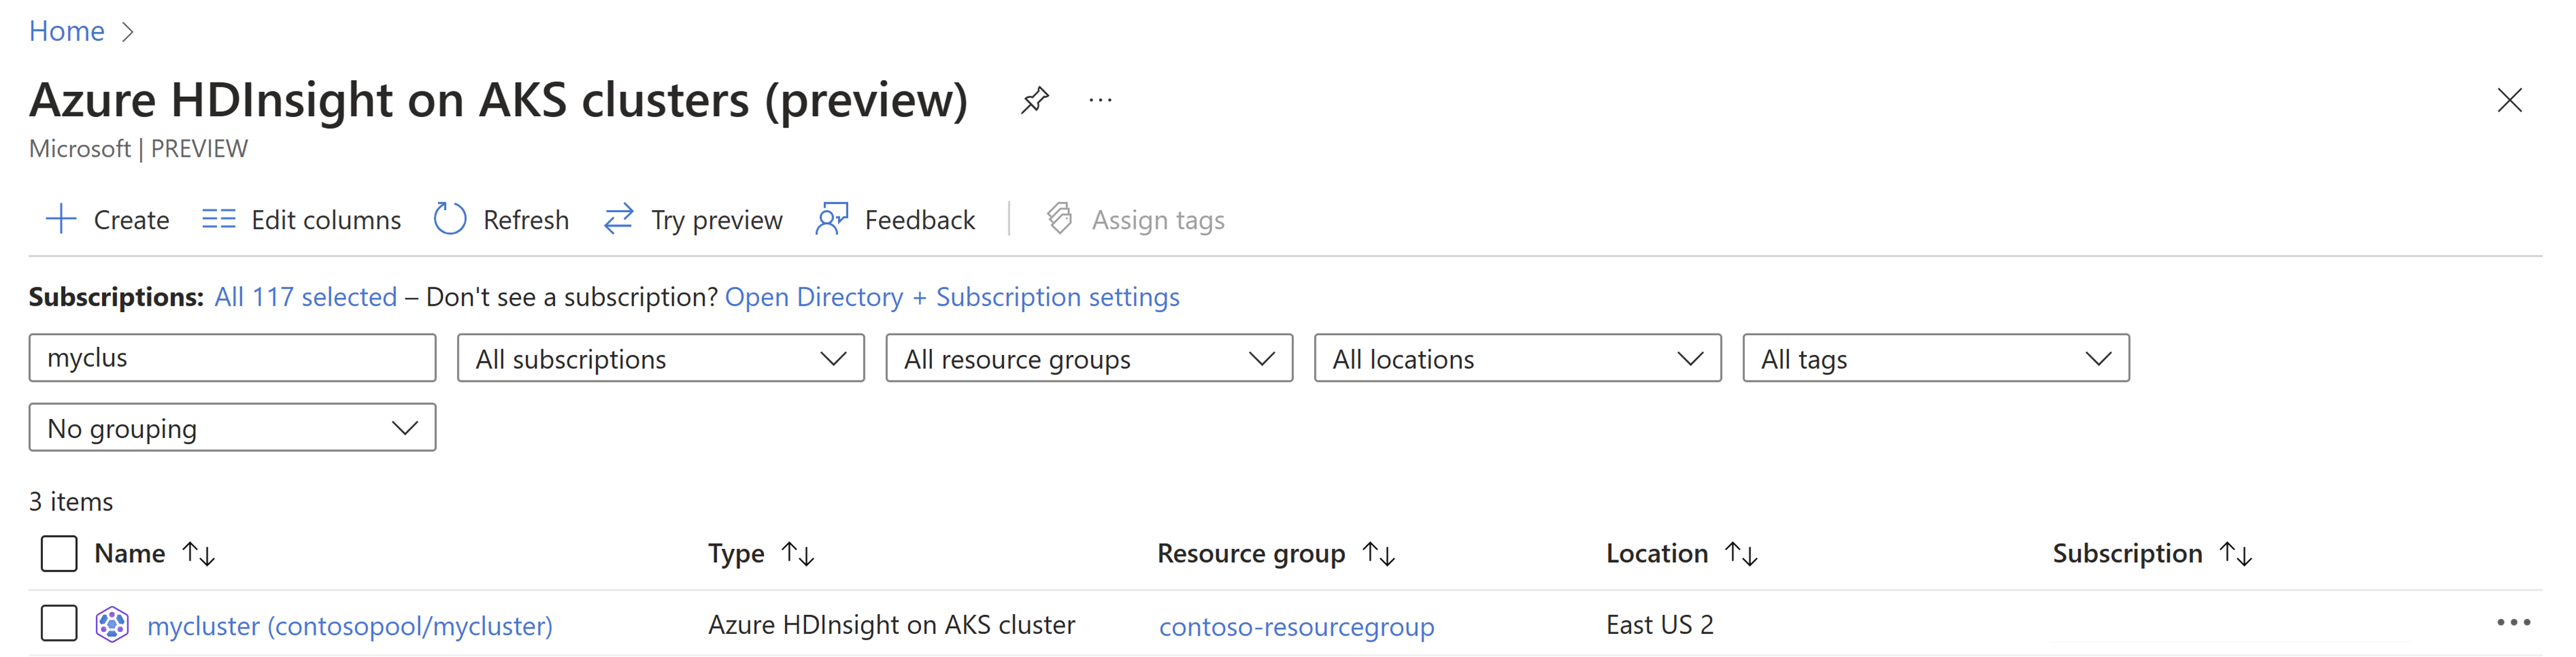 Home >
Azure HDInsight on AKS clusters (preview) ...
Microsoft | PREVIEW
Create Edit columns Refresh Try preview Feedback | Assign tags
Subscriptions: All 117 selected – Don't see a subscription? Open Directory + Subscription settings
myclus All subscriptions All resource groups All locations All tags
No grouping
3 items
Name ↑↓ Type ↑↓ Resource group ↑↓ Location ↑↓ Subscription ↑↓
mycluster (contosopool/mycluster) Azure HDInsight on AKS cluster contoso-resourcegroup East US 2 ...